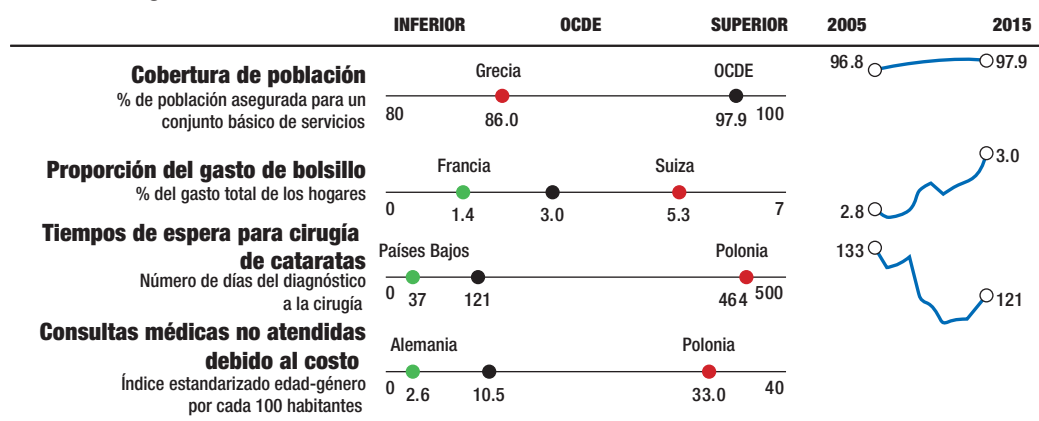 INFERIOR OCDE SUPERIOR 2005 2015
Cobertura de población
% de población asegurada para un
conjunto básico de servicios
Grecia OCDE
80 86.0 97.9 100
96.8 97.9
Proporción del gasto de bolsillo
% del gasto total de los hogares
Francia Suiza
0 1.4 3.0 5.3 7
2.8 3.0
Tiempos de espera para cirugía
de cataratas
Número de días del diagnóstico
a la cirugía
Países Bajos Polonia
0 37 121 464 500
133 121
Consultas médicas no atendidas
debido al costo
Índice estandarizado edad-género
por cada 100 habitantes
Alemania Polonia
0 2.6 10.5 33.0 40